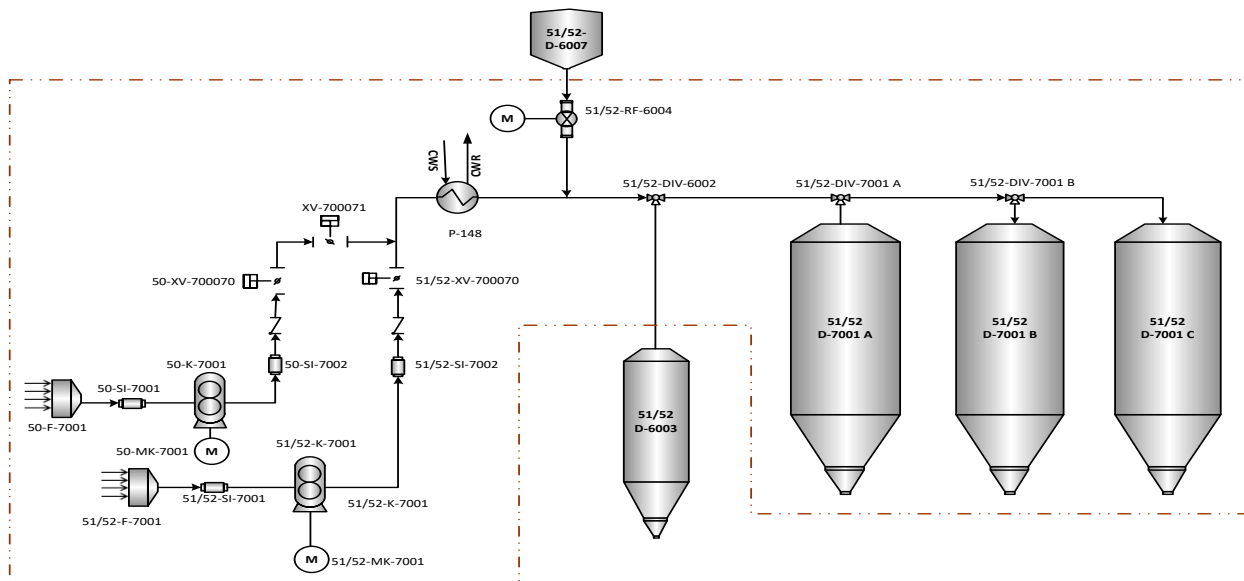 51/52-
D-6007
M
51/52-RF-6004
CWS
CWR
51/52-DIV-6002
51/52-DIV-7001 A
51/52-DIV-7001 B
XV-700071
P-148
50-XV-700070
51/52-XV-700070
51/52
D-7001 A
51/52
D-7001 B
51/52
D-7001 C
50-K-7001
50-SI-7002
51/52-SI-7002
50-SI-7001
50-F-7001
51/52
D-6003
50-MK-7001
M
51/52-K-7001
51/52-SI-7001
51/52-K-7001
51/52-F-7001
M
51/52-MK-7001